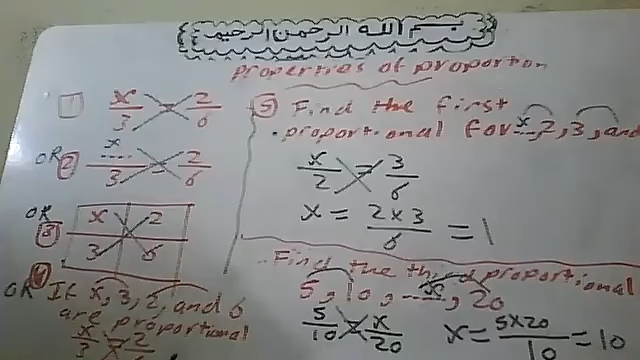 بسم الله الرحمن الرحيم
Properties of proportion
1 x/3 = 2/6
OR 2 x..../3 = 2/6
OR 3 x 2
3 6
OR 4 If x, 3, 2, and 6
are proportional
x/3 = 2/6
5 Find the first
proportional for x..., 2, 3, and
x/2 = 3/6
x = 2×3/6 = 1
Find the third proportional
5, 10, ..x.., 20
5/10 = x/20 x = 5×20/10 = 10